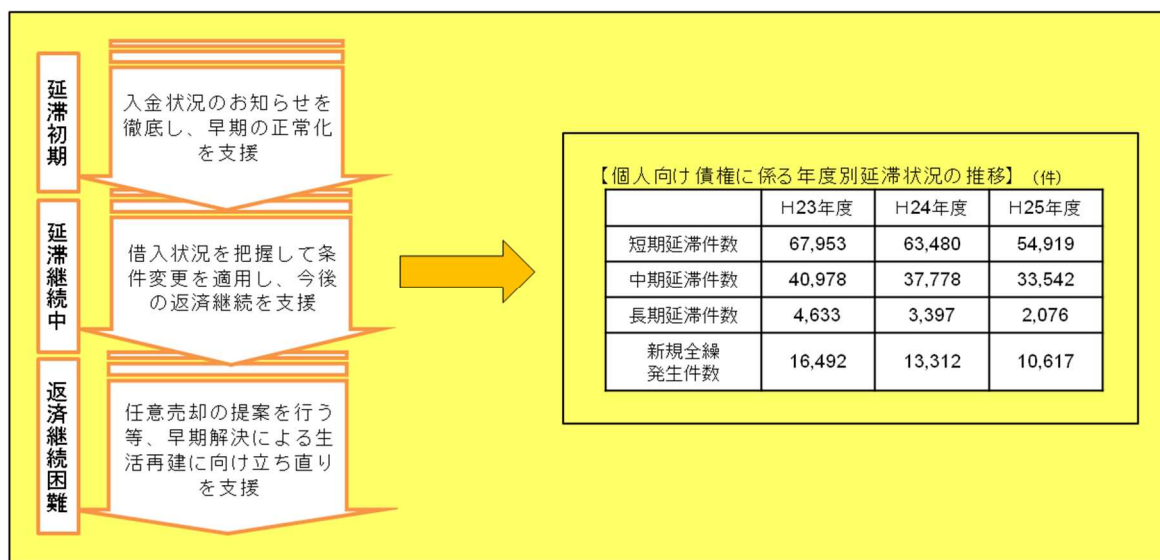 延滞初期
入金状況のお知らせを
徹底し、早期の正常化
を支援
延滞継続中
借入状況を把握して条
件変更を適用し、今後
の返済継続を支援
返済継続困難
任意売却の提案を行う
等、早期解決による生
活再建に向け立ち直り
を支援
【個人向け債権に係る年度別延滞状況の推移】 (件)
H23年度 H24年度 H25年度
短期延滞件数 67,953 63,480 54,919
中期延滞件数 40,978 37,778 33,542
長期延滞件数 4,633 3,397 2,076
新規全繰
発生件数 16,492 13,312 10,617